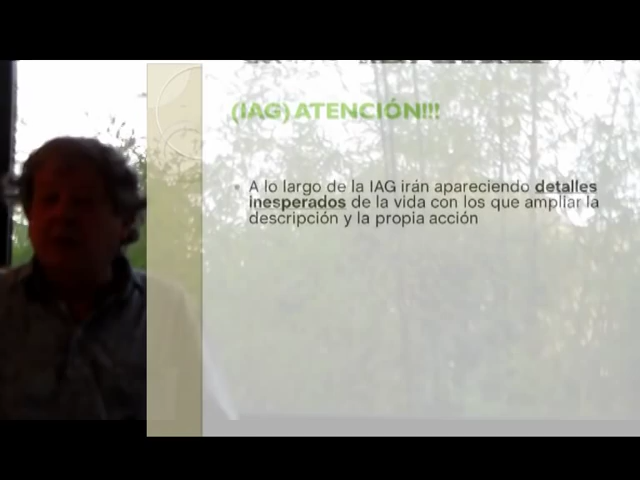 (IAG) ATENCIÓN!!!
A lo largo de la IAG irán apareciendo detalles
inesperados de la vida con los que ampliar la
descripción y la propia acción